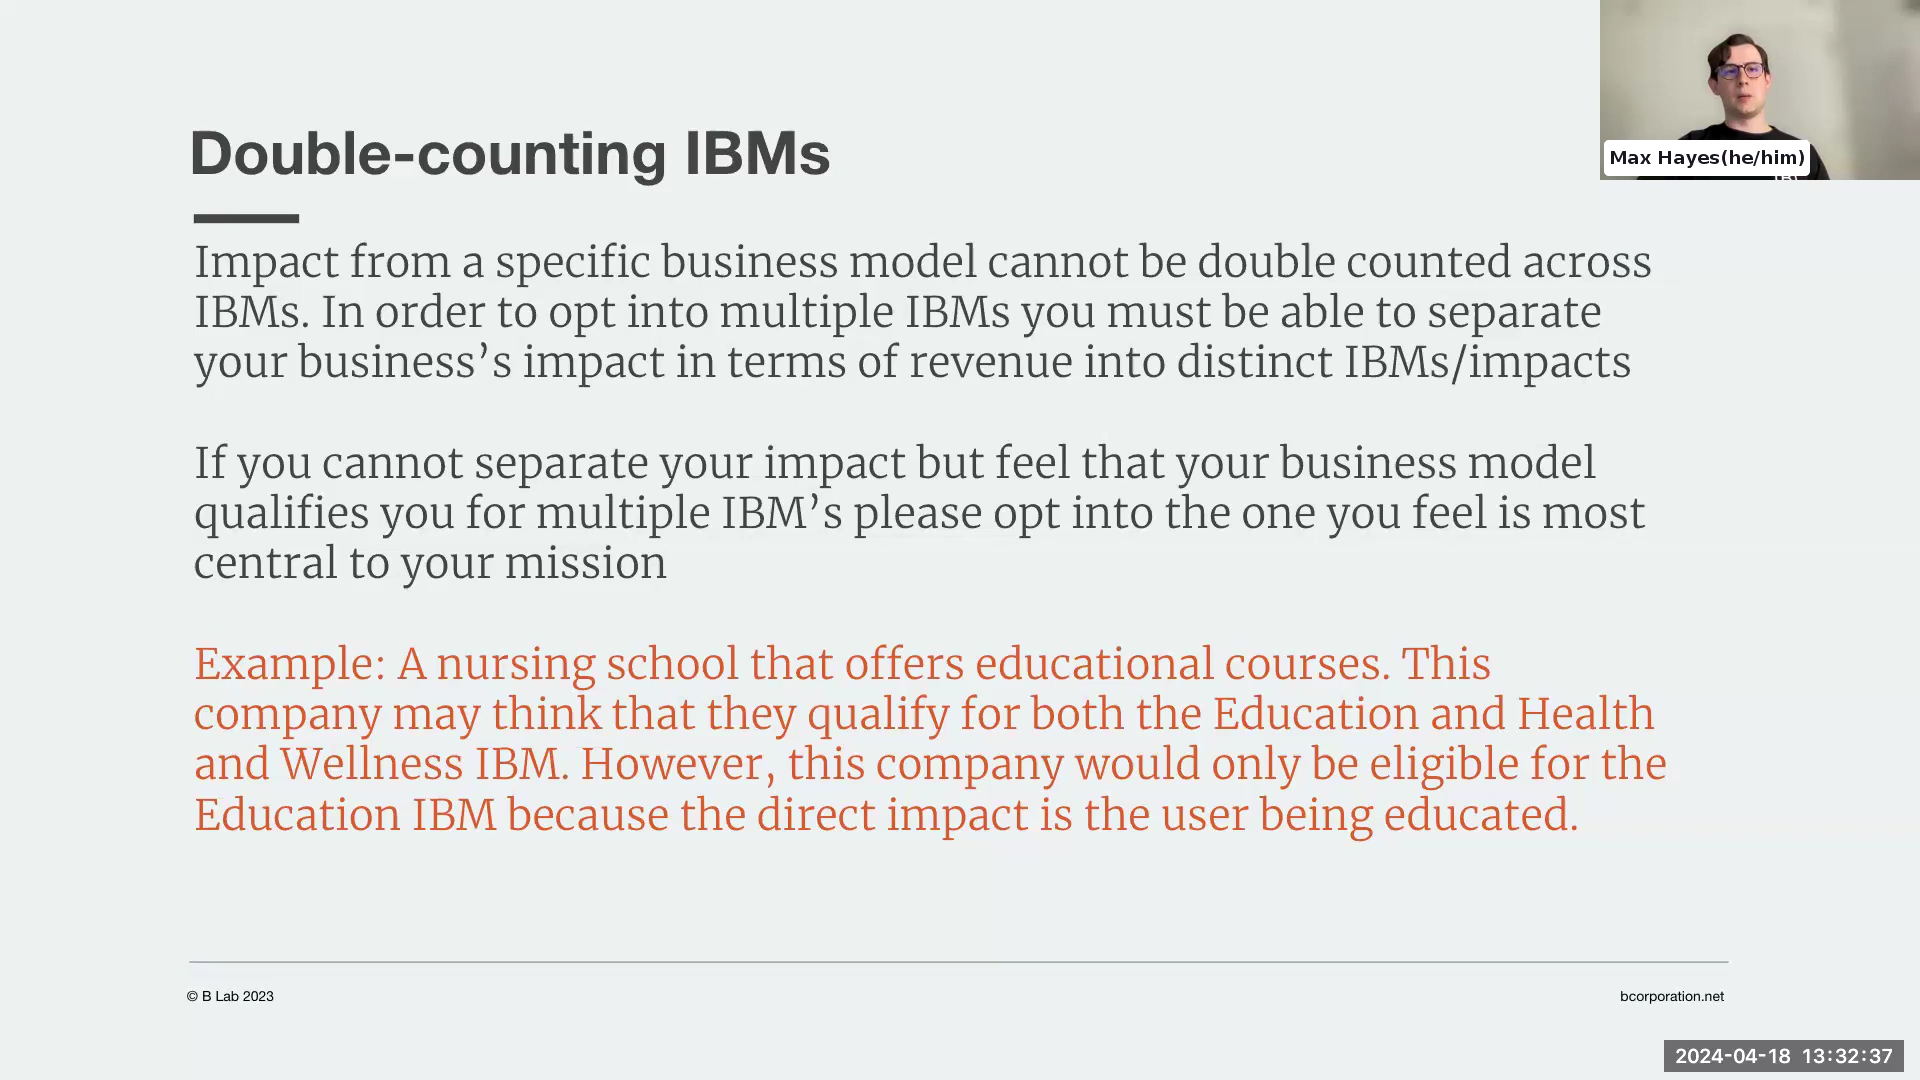 Double-counting IBMs
Impact from a specific business model cannot be double counted across
IBMs. In order to opt into multiple IBMs you must be able to separate
your business’s impact in terms of revenue into distinct IBMs/impacts
If you cannot separate your impact but feel that your business model
qualifies you for multiple IBM’s please opt into the one you feel is most
central to your mission
Example: A nursing school that offers educational courses. This
company may think that they qualify for both the Education and Health
and Wellness IBM. However, this company would only be eligible for the
Education IBM because the direct impact is the user being educated.
Max Hayes(he/him)
© B Lab 2023
bcorporation.net
2024-04-18 13:32:37